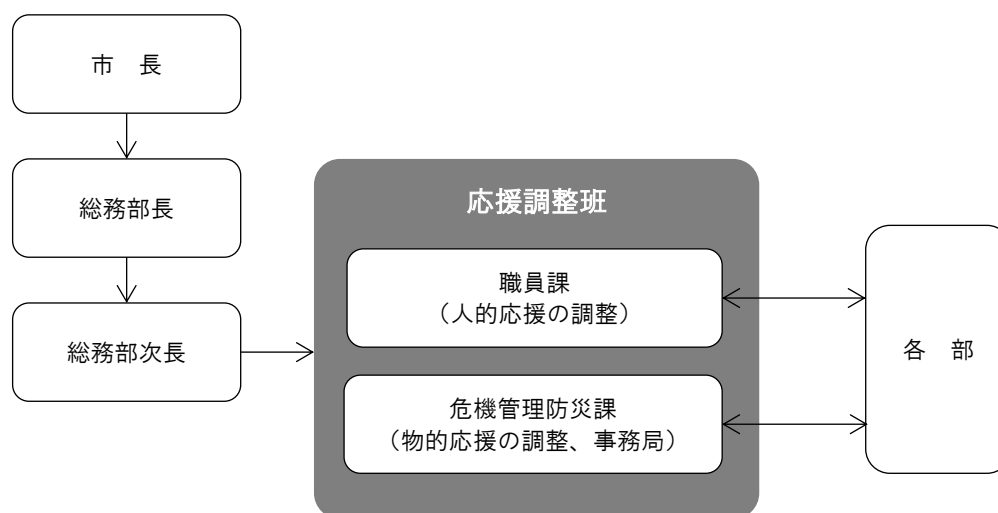 市　長
総務部長
総務部次長
応援調整班
職員課
（人的応援の調整）
危機管理防災課
（物的応援の調整、事務局）
各　部